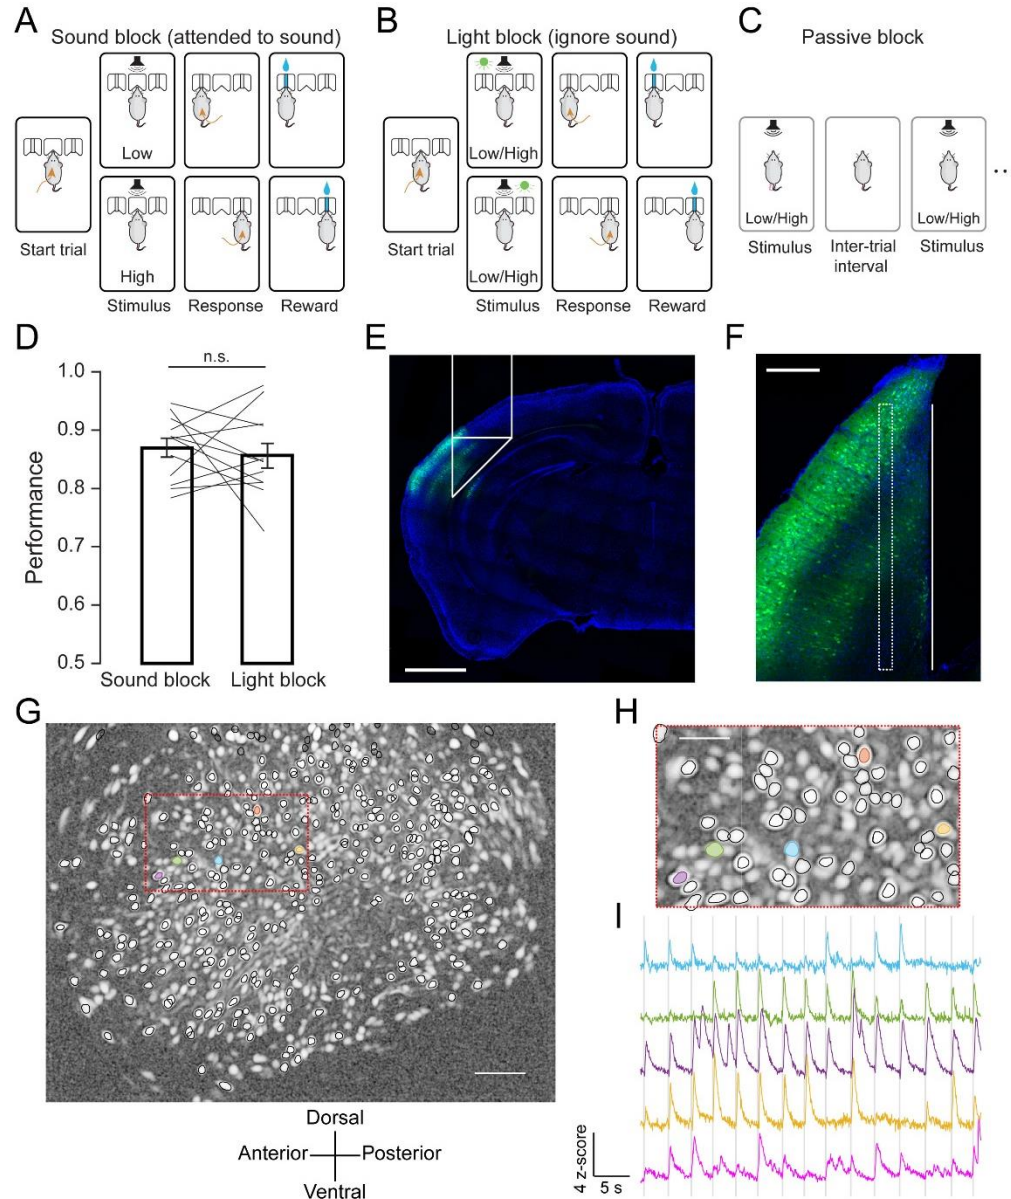 A
Sound block (attended to sound)
Low
High
Start trial
Stimulus
Response
Reward
B
Light block (ignore sound)
Low/High
Low/High
Start trial
Stimulus
Response
Reward
C
Passive block
Low/High
Low/High
Stimulus
Inter-trial
interval
Stimulus
..
D
n.s.
1.0
0.9
0.8
0.7
0.6
0.5
Performance
Sound block
Light block
E
F
G
Dorsal
Anterior
Posterior
Ventral
H
I
4 z-score
5 s